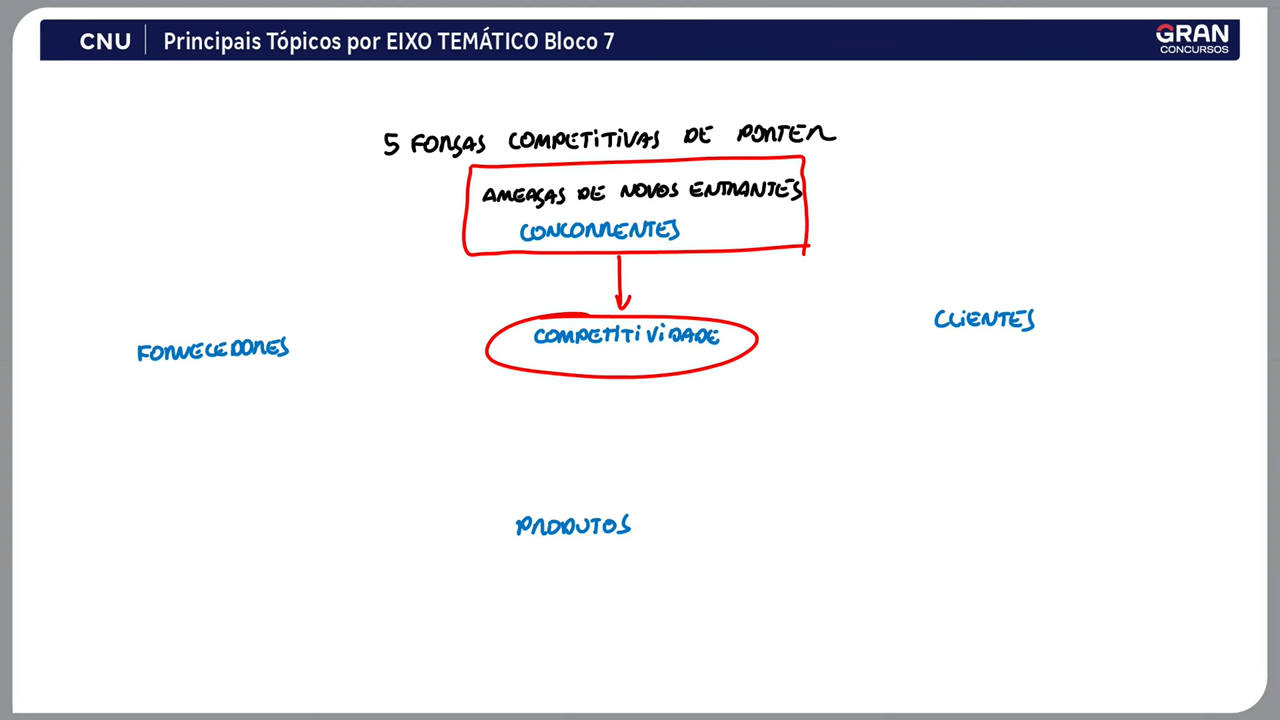 CNU Principais Tópicos por EIXO TEMÁTICO Bloco 7
GRAN
CONCURSOS
5 FORÇAS COMPETITIVAS DE PORTER
AMEAÇAS DE NOVOS ENTRANTES
CONCORRENTES
CLIENTES
COMPETITIVIDADE
FORNECEDORES
PRODUTOS